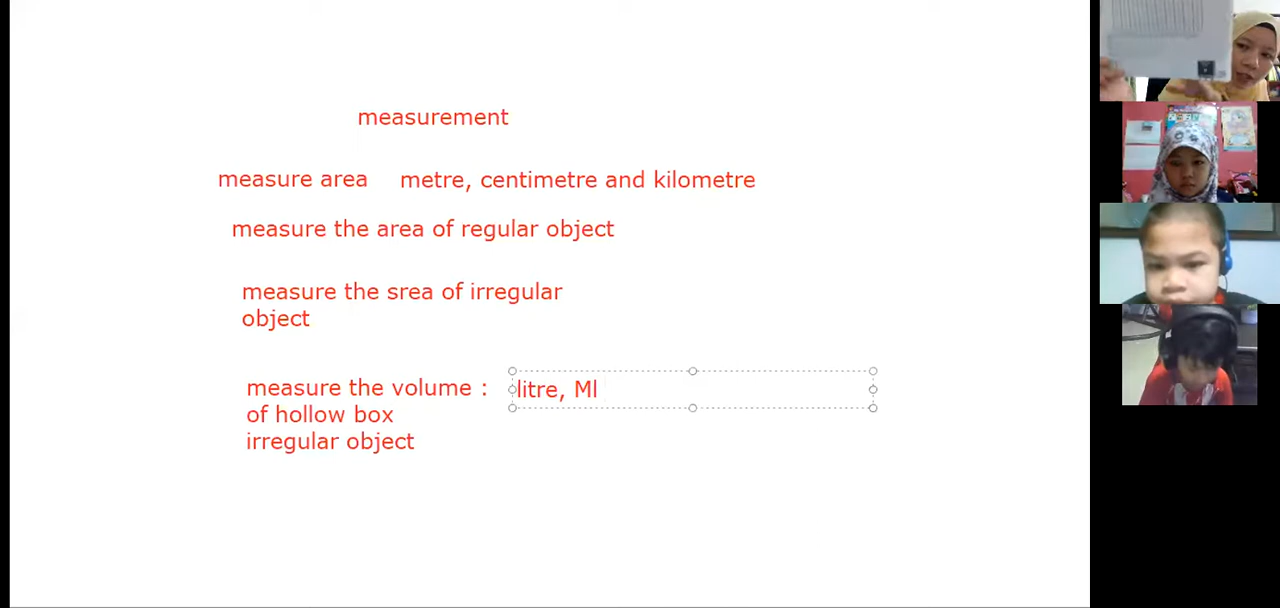 measurement
measure area metre, centimetre and kilometre
measure the area of regular object
measure the srea of irregular
object
measure the volume : litre, Ml
of hollow box
irregular object